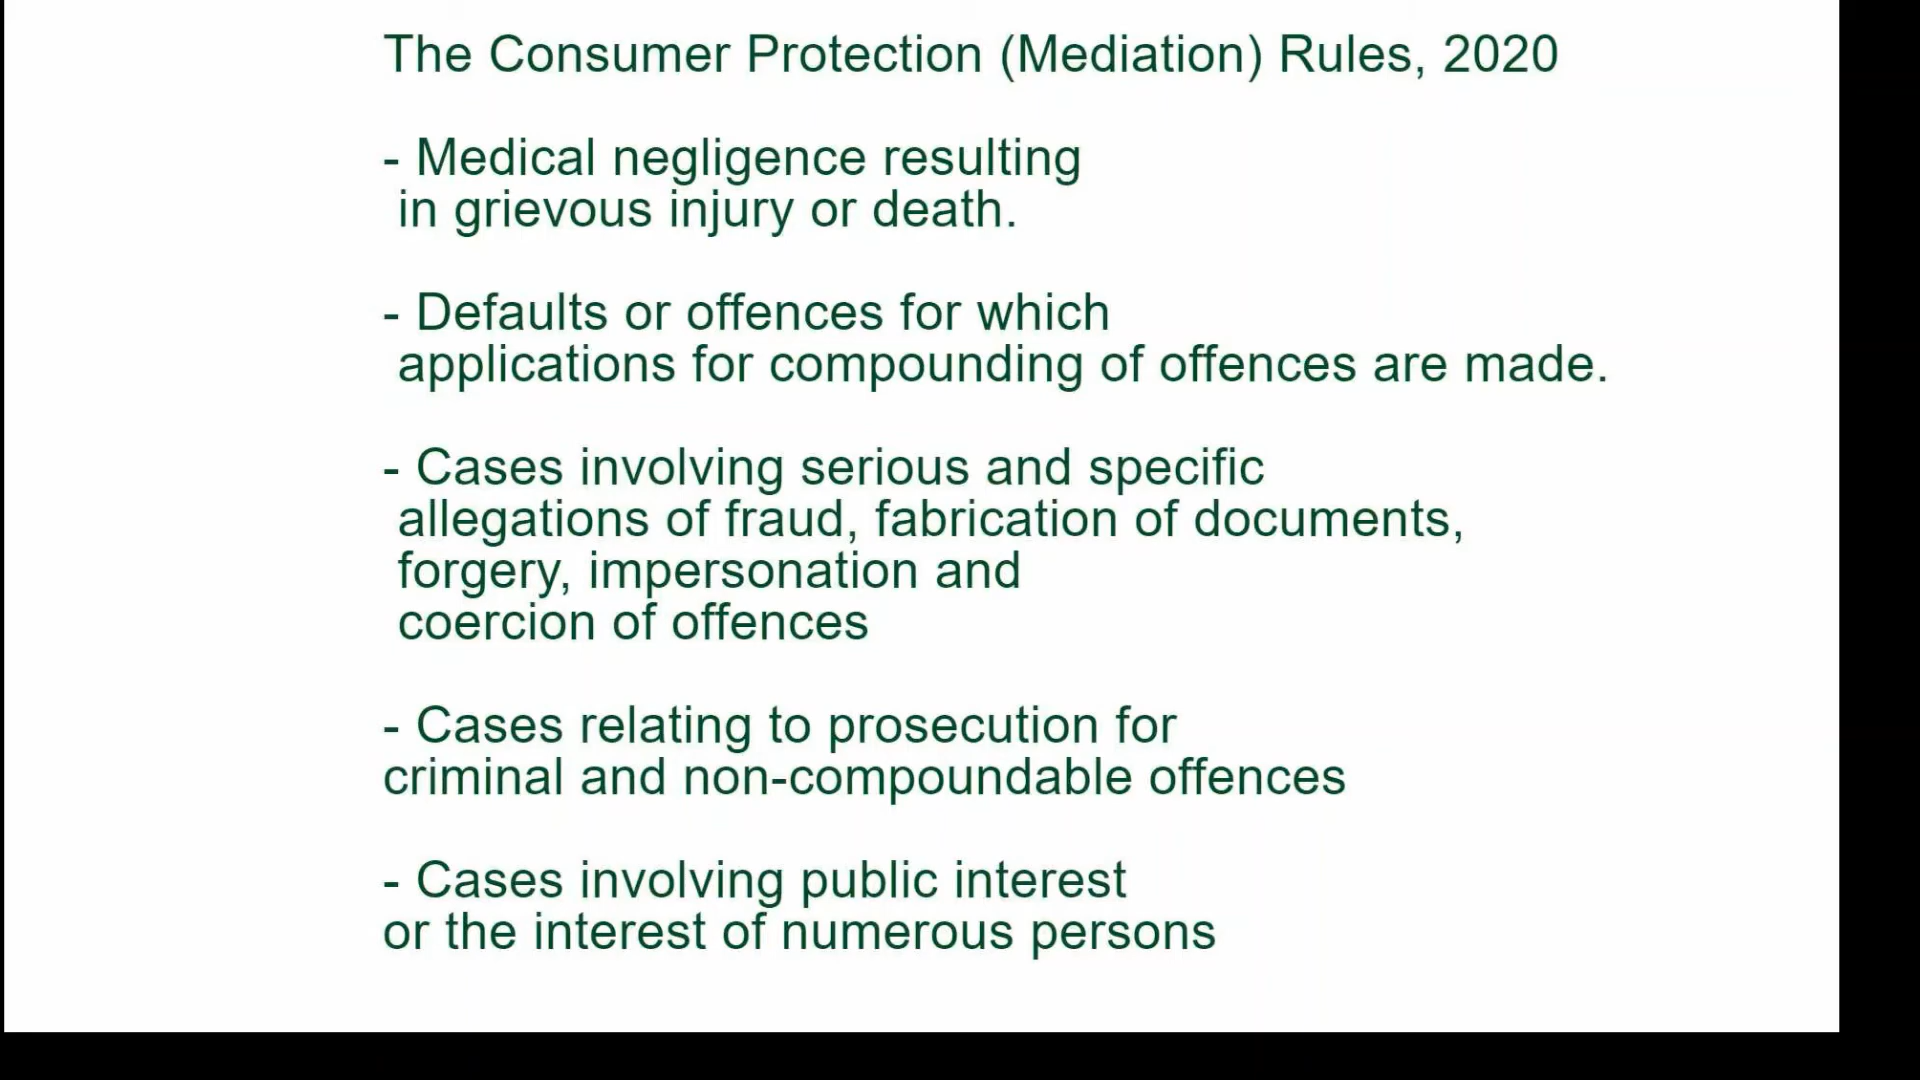 The Consumer Protection (Mediation) Rules, 2020
- Medical negligence resulting
in grievous injury or death.
- Defaults or offences for which
applications for compounding of offences are made.
- Cases involving serious and specific
allegations of fraud, fabrication of documents,
forgery, impersonation and
coercion of offences
- Cases relating to prosecution for
criminal and non-compoundable offences
- Cases involving public interest
or the interest of numerous persons